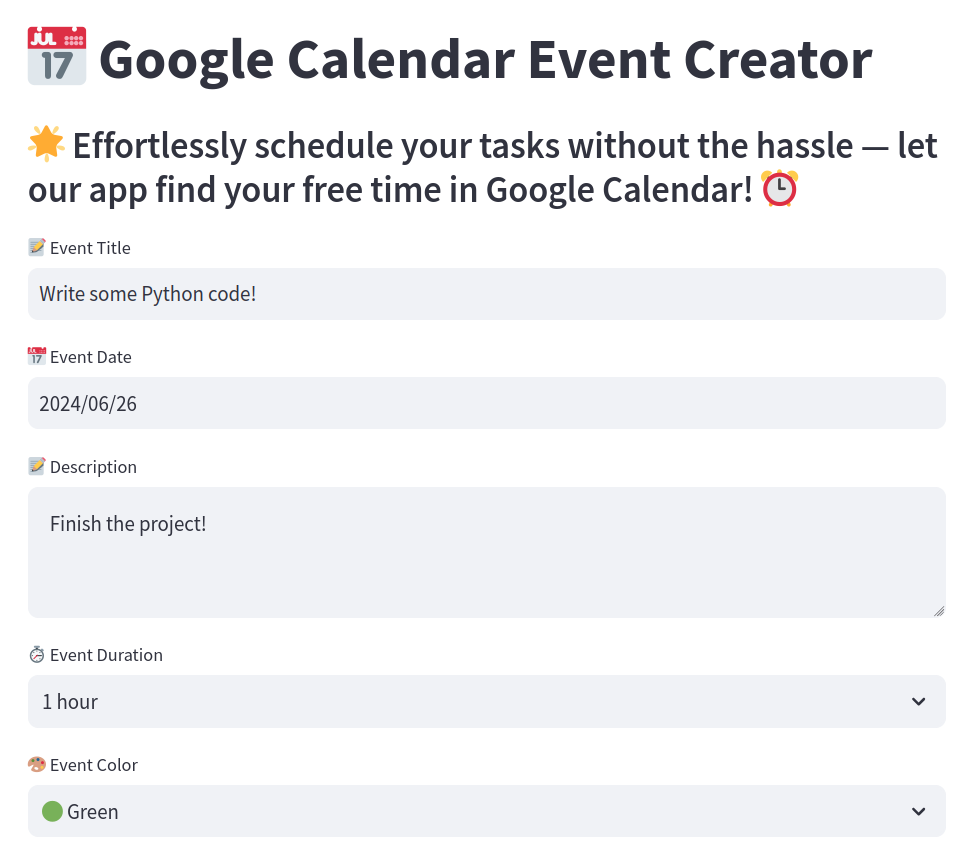 📅 Google Calendar Event Creator
🌟 Effortlessly schedule your tasks without the hassle — let
our app find your free time in Google Calendar! ⏰
📝 Event Title
Write some Python code!
📅 Event Date
2024/06/26
📝 Description
Finish the project!
⏱ Event Duration
1 hour
🎨 Event Color
🟢 Green